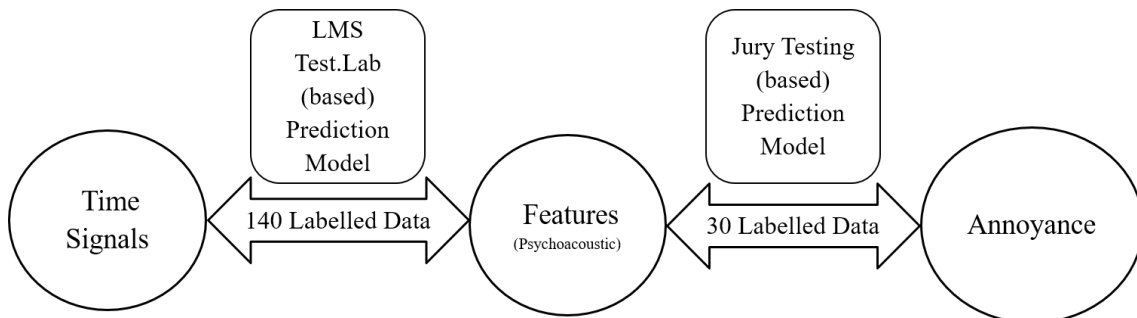 LMS
Test.Lab
(based)
Prediction
Model
Jury Testing
(based)
Prediction
Model
Time
Signals
140 Labelled Data
Features
(Psychoacoustic)
30 Labelled Data
Annoyance